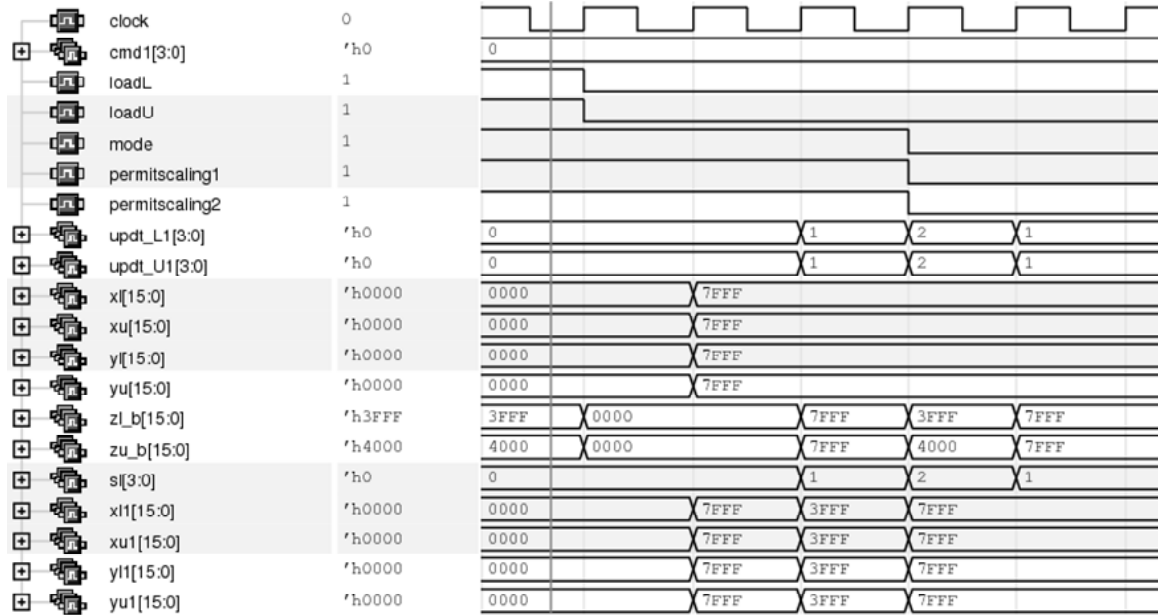 clock 0
cmd1[3:0] 'h0 0
loadL 1
loadU 1
mode 1
permitscaling1 1
permitscaling2 1
updt_L1[3:0] 'h0 0 1 2 1
updt_U1[3:0] 'h0 0 1 2 1
xl[15:0] 'h0000 0000 7FFF
xu[15:0] 'h0000 0000 7FFF
yl[15:0] 'h0000 0000 7FFF
yu[15:0] 'h0000 0000 7FFF
zl_b[15:0] 'h3FFF 3FFF 0000 7FFF 3FFF 7FFF
zu_b[15:0] 'h4000 4000 0000 7FFF 4000 7FFF
sl[3:0] 'h0 0 1 2 1
xl1[15:0] 'h0000 0000 7FFF 3FFF 7FFF
xu1[15:0] 'h0000 0000 7FFF 3FFF 7FFF
yl1[15:0] 'h0000 0000 7FFF 3FFF 7FFF
yu1[15:0] 'h0000 0000 7FFF 3FFF 7FFF